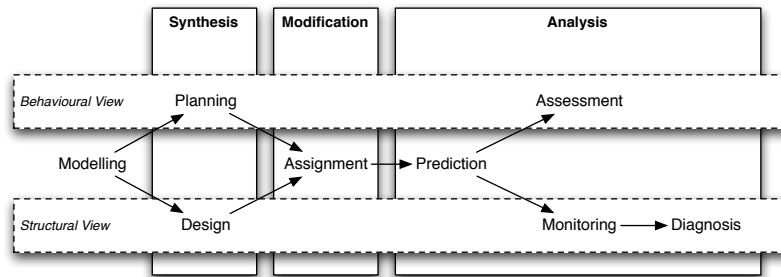 Synthesis Modification Analysis
Behavioural View Planning Assessment
Modelling Assignment Prediction
Structural View Design Monitoring Diagnosis